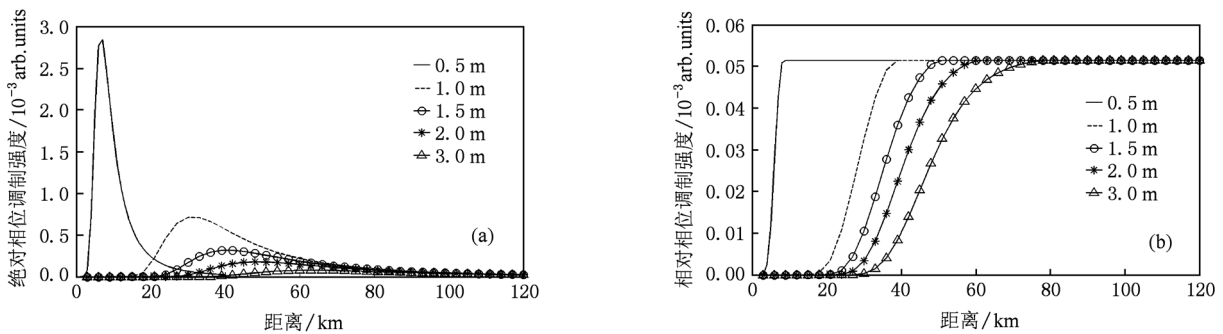 绝对相位调制强度/10⁻³arb.units
3.0
2.5
2.0
1.5
1.0
0.5
0.0
0 20 40 60 80 100 120
距离/km
0.5 m
1.0 m
1.5 m
2.0 m
3.0 m
(a)
相对相位调制强度/10⁻³arb.units
0.06
0.05
0.04
0.03
0.02
0.01
0.00
0 20 40 60 80 100 120
距离/km
0.5 m
1.0 m
1.5 m
2.0 m
3.0 m
(b)